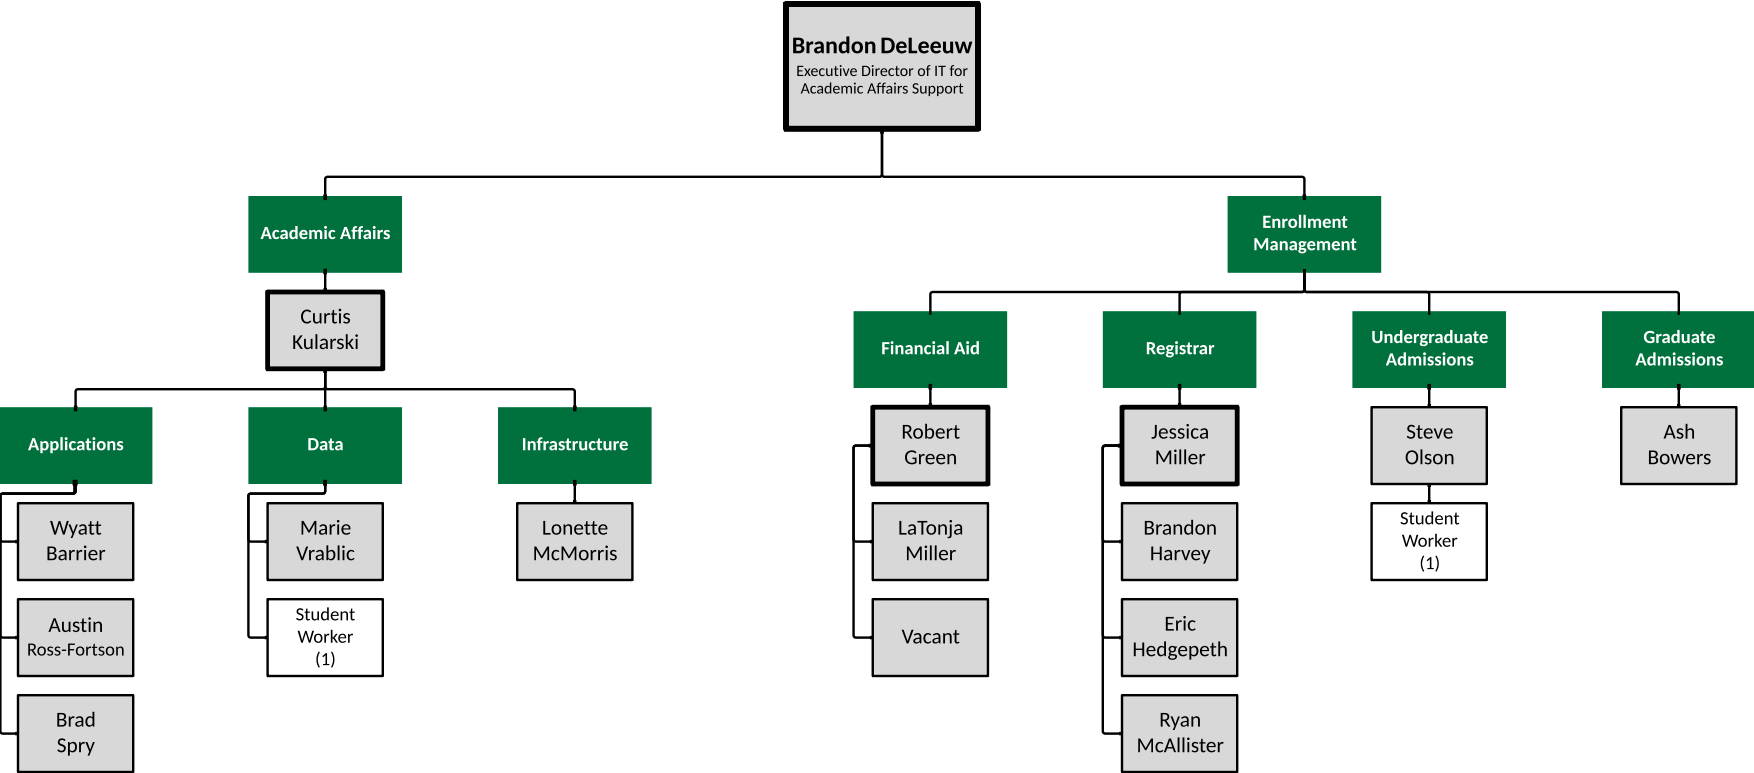 Brandon DeLeeuw
Executive Director of IT for
Academic Affairs Support
Academic Affairs
Enrollment
Management
Curtis
Kularski
Financial Aid
Registrar
Undergraduate
Admissions
Graduate
Admissions
Applications
Data
Infrastructure
Robert
Green
Jessica
Miller
Steve
Olson
Ash
Bowers
Wyatt
Barrier
Marie
Vrablic
Lonette
McMorris
LaTonja
Miller
Brandon
Harvey
Student
Worker
(1)
Austin
Ross-Fortson
Student
Worker
(1)
Vacant
Eric
Hedgepeth
Brad
Spry
Ryan
McAllister